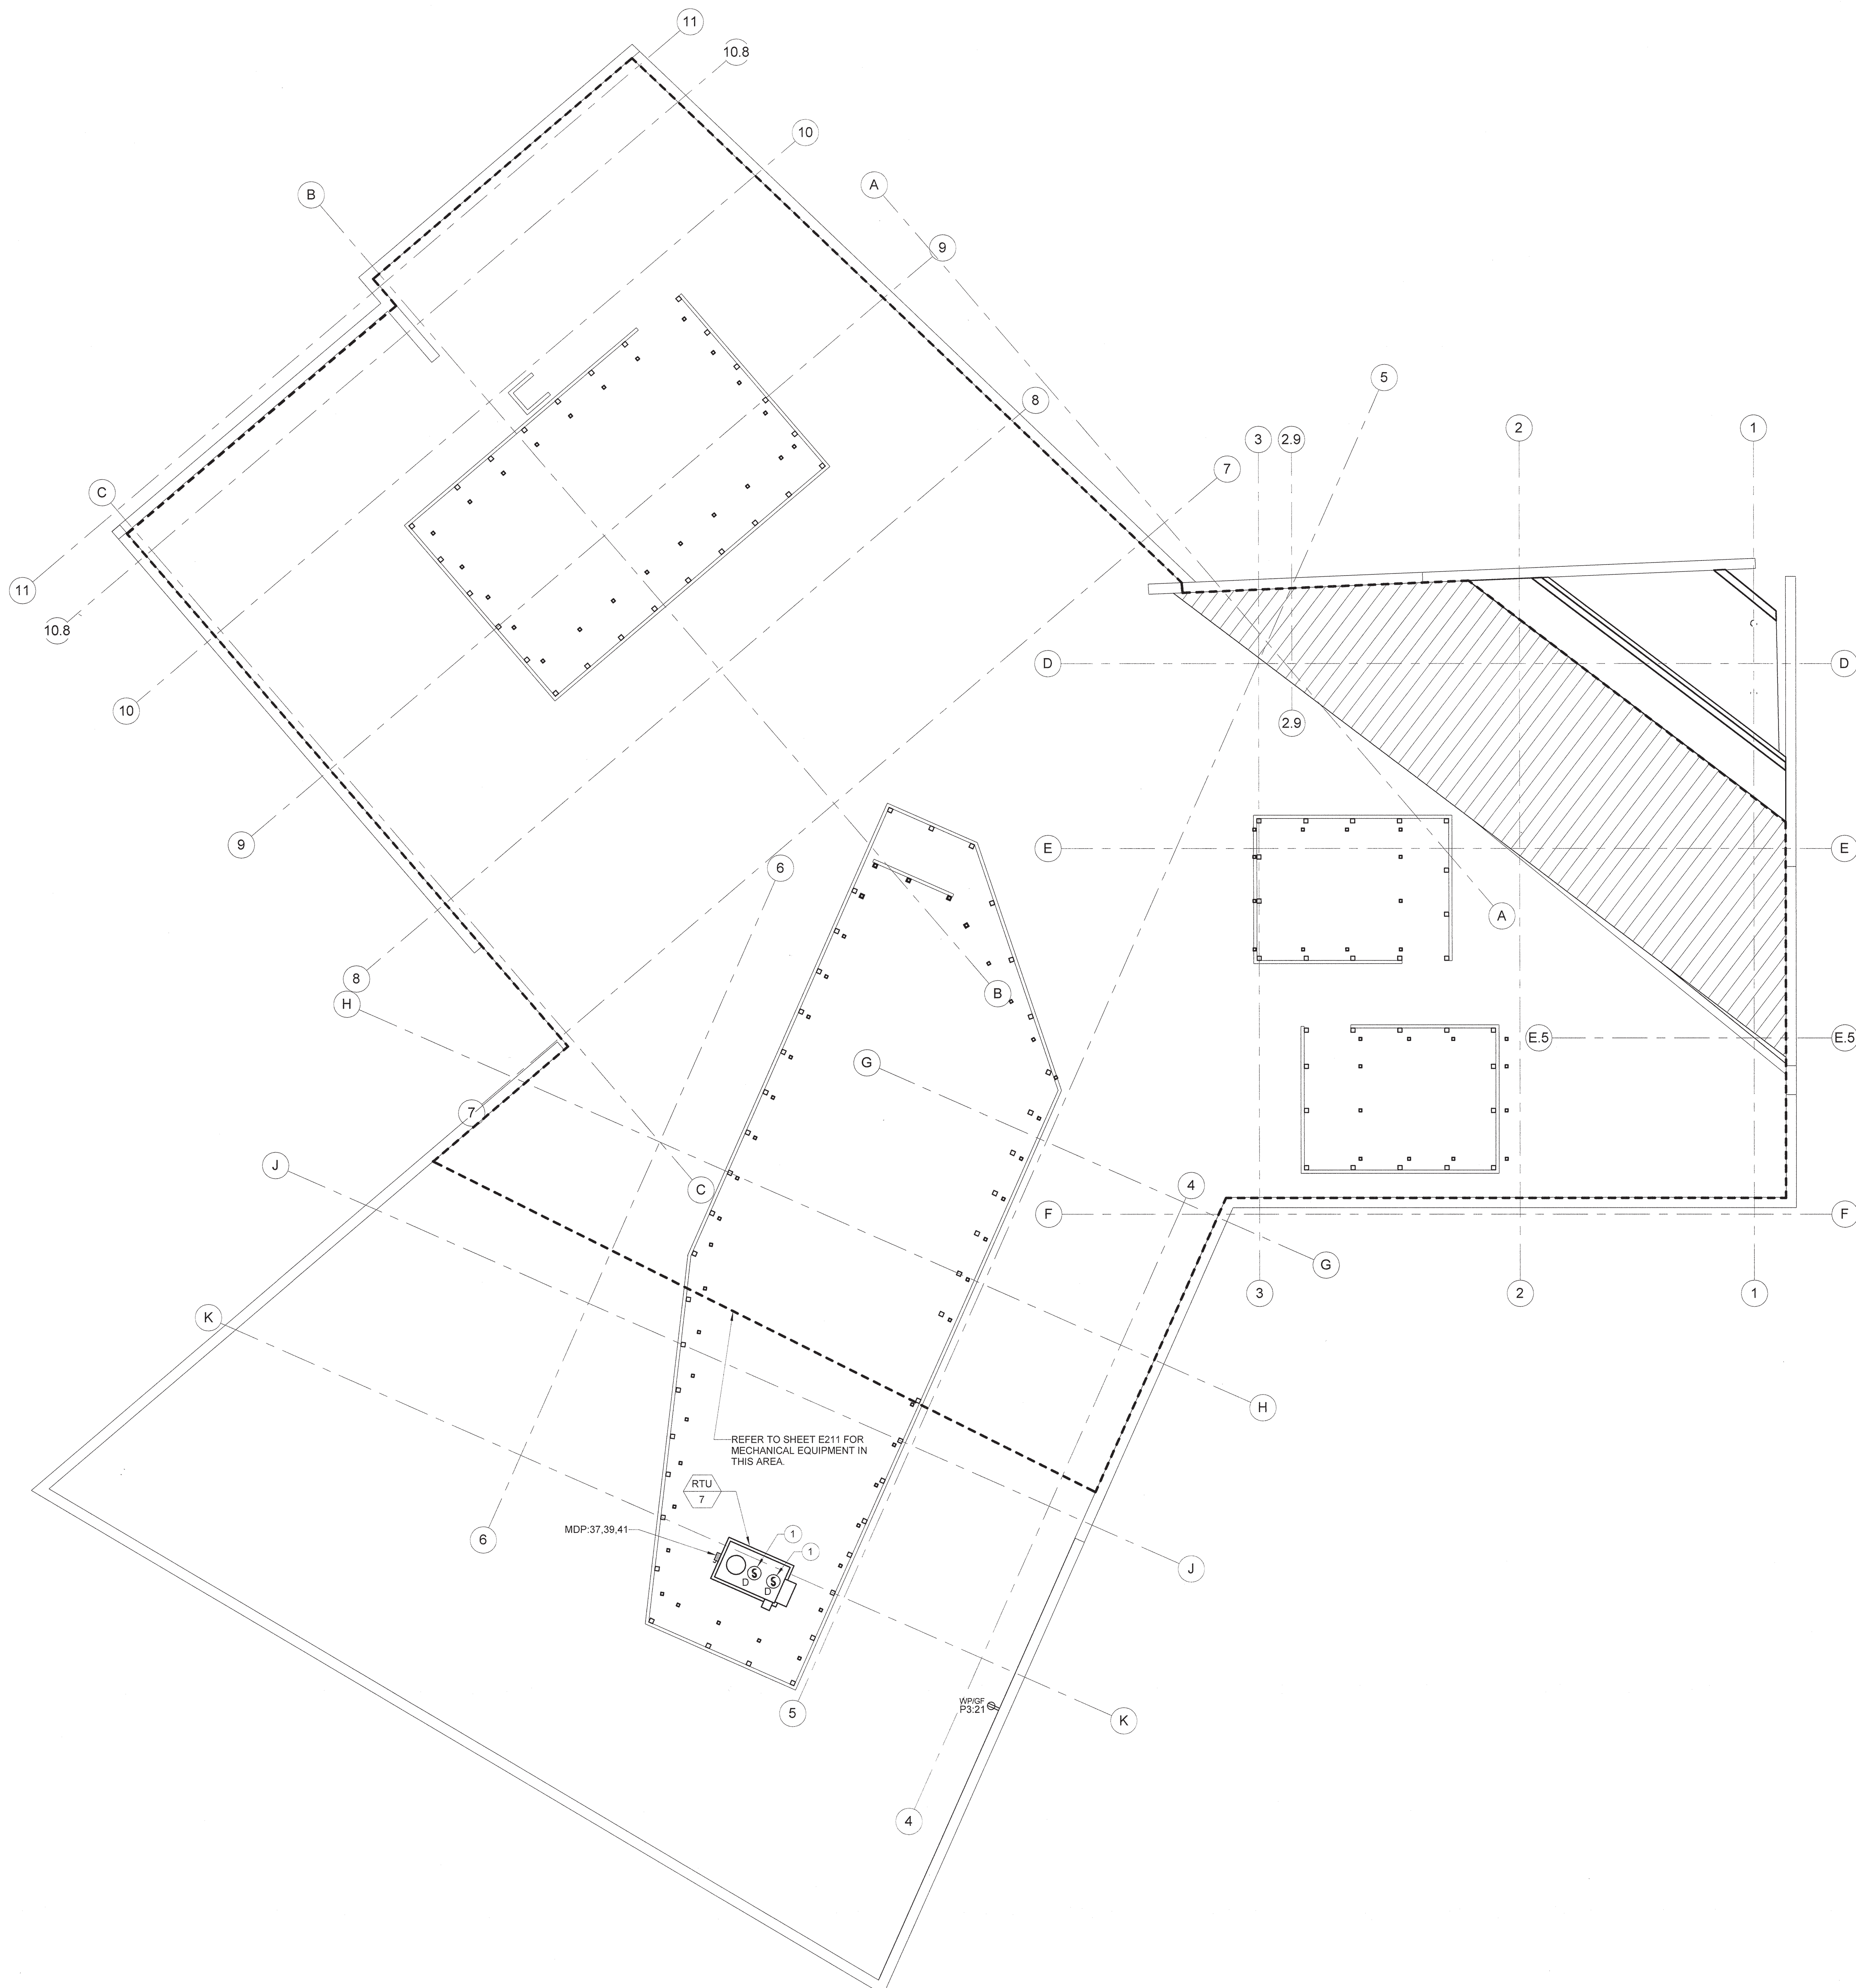 11
10.8
10
B
A
9
5
8
3
2.9
2
1
7
C
11
10.8
D
D
10
2.9
9
E
E
6
A
8
B
H
E.5
E.5
G
7
J
C
4
F
F
G
3
2
1
K
H
REFER TO SHEET E211 FOR
MECHANICAL EQUIPMENT IN
THIS AREA.
RTU
7
MDP:37,39,41
1
1
6
S
D
S
D
J
WP/GF
P3:21
5
K
4